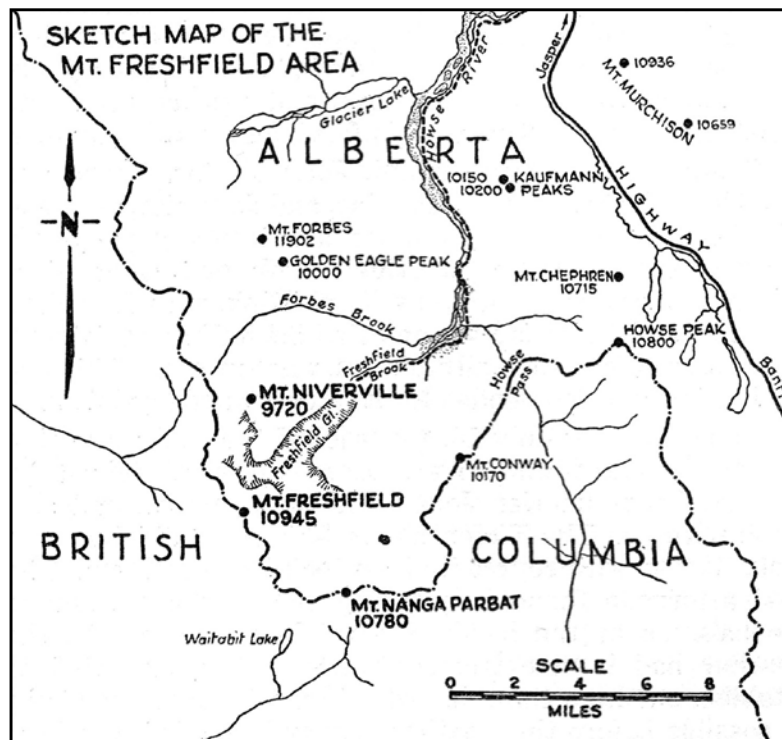 SKETCH MAP OF THE
MT. FRESHFIELD AREA
Glacier Lake
Howse
River
Jasper
10936
MT. MURCHISON
10659
ALBERTA
HIGHWAY
N
10150
10200
KAUFMANN
PEAKS
MT. FORBES
11902
GOLDEN EAGLE PEAK
10000
MT. CHEPHREN
10715
Forbes Brook
HOWSE PEAK
10800
Freshfield
Brook
Howse
Pass
Banff
MT. NIVERVILLE
9720
Freshfield Gl.
MT. CONWAY
10170
MT. FRESHFIELD
10945
BRITISH
COLUMBIA
MT. NANGA PARBAT
10780
Waitabit Lake
SCALE
0 2 4 6 8
MILES